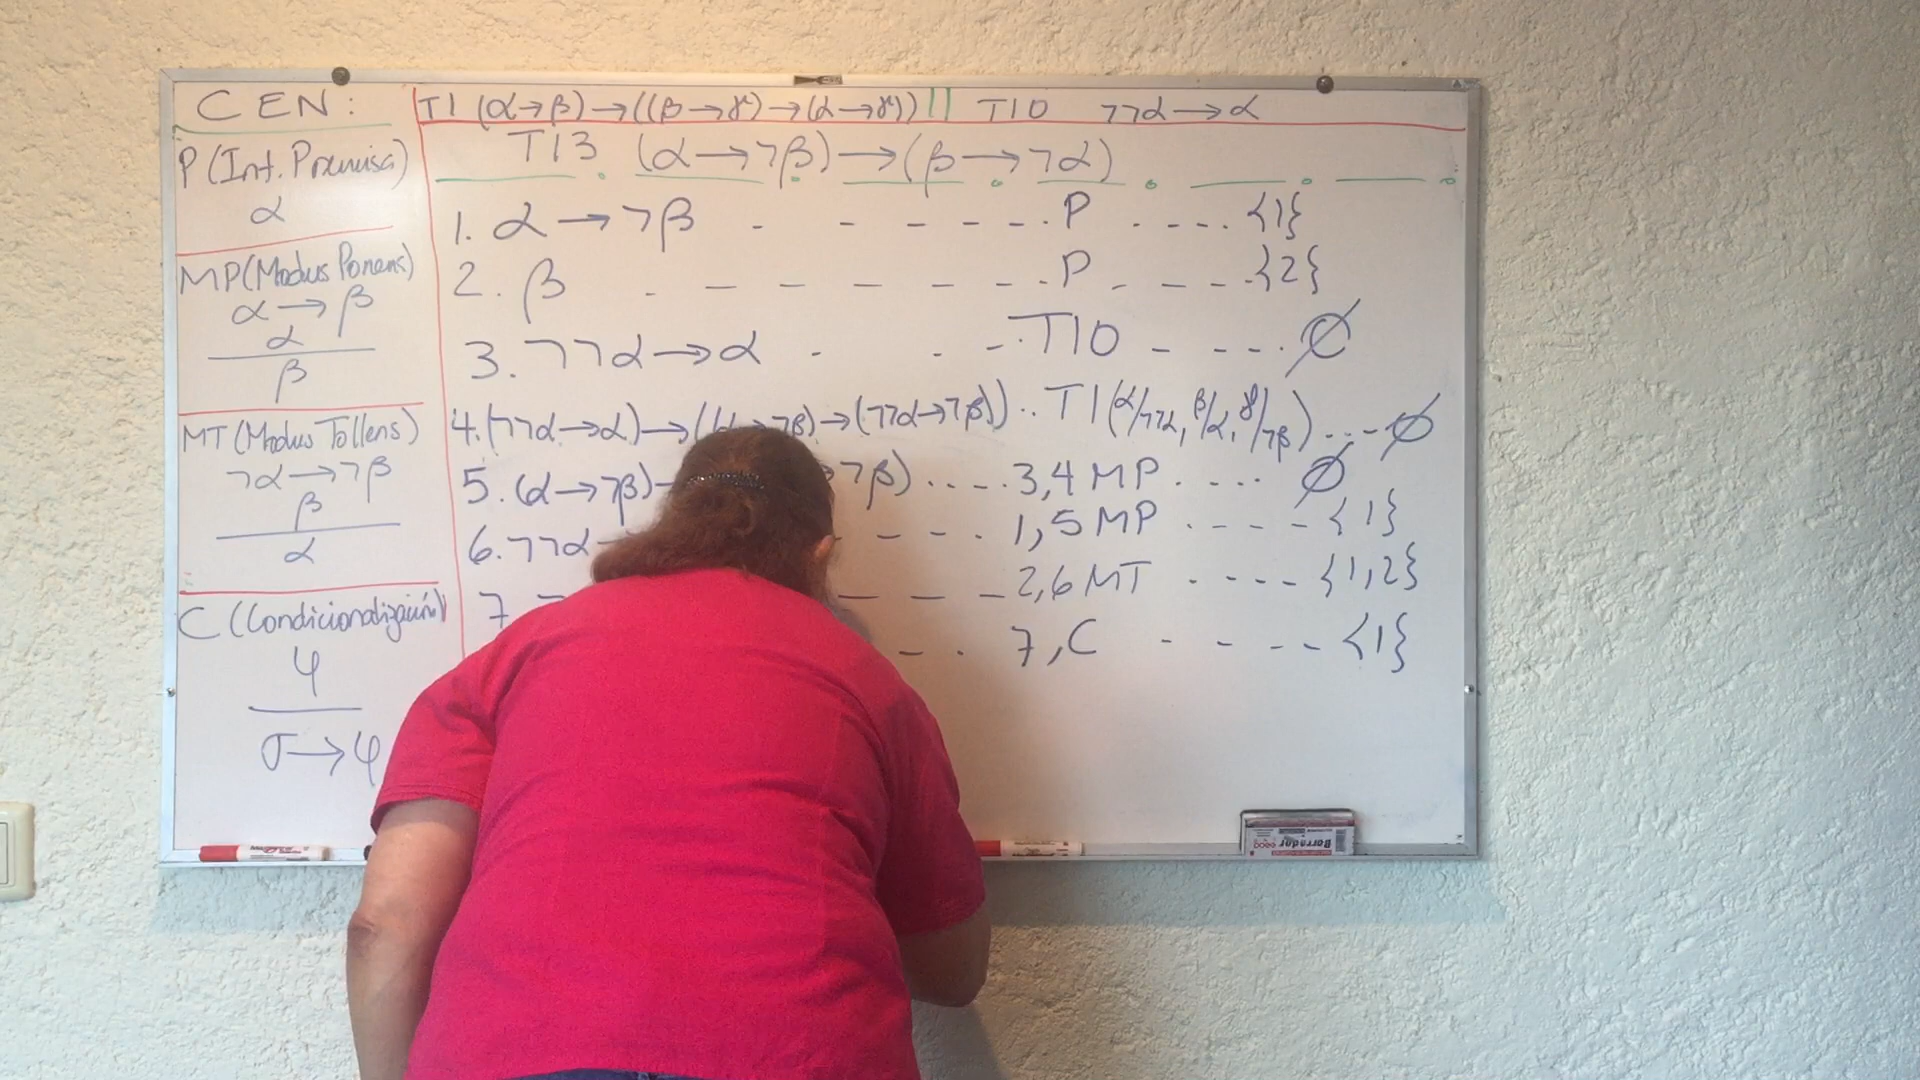 CEN:
P (Int. Premisa)
α
MP (Modus Ponens)
α → β
α
β
MT (Modus Tollens)
¬α → ¬β
β
α
C (Condicionalización)
φ
σ → φ
T1 (α → β) → ((β → γ) → (α → γ)) || T10 ¬¬α → α
T13 (α → ¬β) → (β → ¬α)
1. α → ¬β . - - - - - . P . - - - . {1}
2. β . - - - - - - - . P . - - - . {2}
3. ¬¬α → α . - - . T10 - - - - . ∅
4. (¬¬α → α) → ((α → ¬β) → (¬¬α → ¬β)) .. T1 (α/¬¬α, β/α, γ/¬β) . . - - ∅
5. (α → ¬β) → ¬β) . . . - . 3,4 MP . . . . ∅
6. ¬¬α - - - . 1,5 MP . - - - - {1}
7 - - - - 2,6 MT . - - - - {1,2}
- . . 7, C - - - - {1}
Borrador